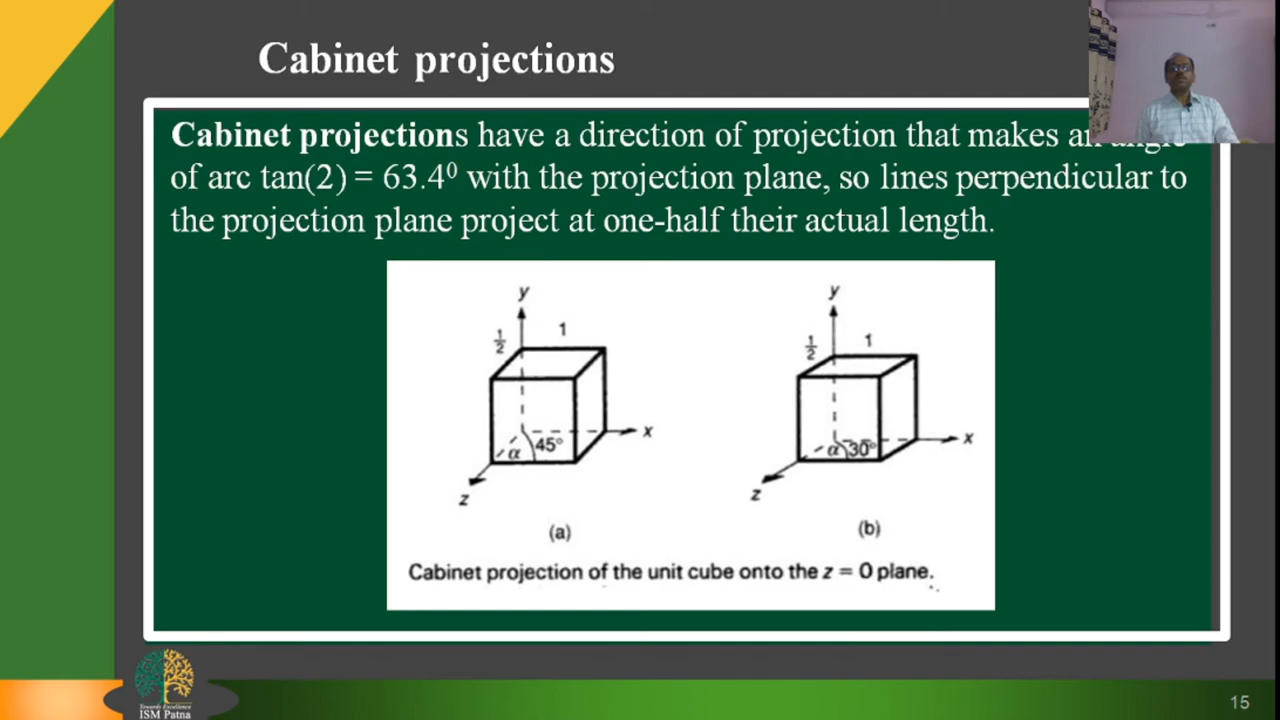 Cabinet projections
Cabinet projections have a direction of projection that makes an angle
of arc tan(2) = 63.4⁰ with the projection plane, so lines perpendicular to
the projection plane project at one-half their actual length.
y
1/2
1
45°
α
x
z
(a)
y
1/2
1
α
30°
x
z
(b)
Cabinet projection of the unit cube onto the z = 0 plane.
Towards Excellence
ISM Patna
15